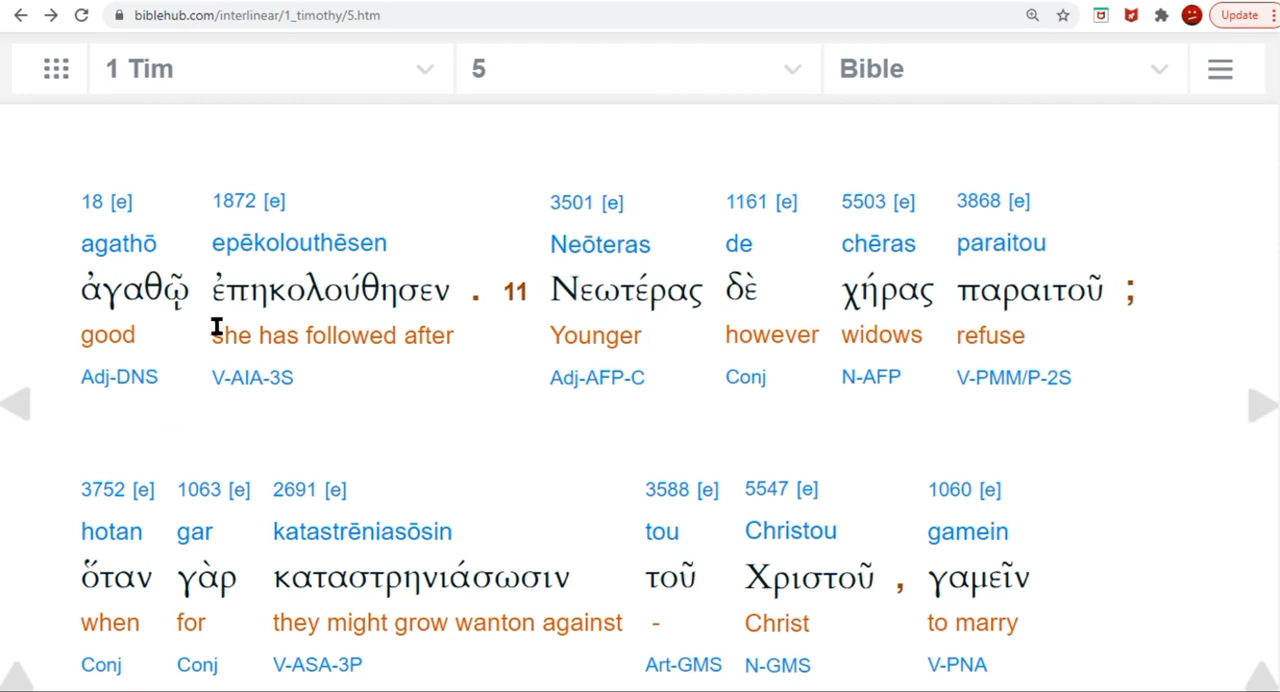 biblehub.com/interlinear/1_timothy/5.htm Update
1 Tim 5 Bible
18 [e] 1872 [e] 3501 [e] 1161 [e] 5503 [e] 3868 [e]
agathō epēkolouthēsen Neōteras de chēras paraitou
ἀγαθῷ ἐπηκολούθησεν . 11 Νεωτέρας δὲ χήρας παραιτοῦ ;
good she has followed after Younger however widows refuse
Adj-DNS V-AIA-3S Adj-AFP-C Conj N-AFP V-PMM/P-2S
3752 [e] 1063 [e] 2691 [e] 3588 [e] 5547 [e] 1060 [e]
hotan gar katastrēniasōsin tou Christou gamein
ὅταν γὰρ καταστρηνιάσωσιν τοῦ Χριστοῦ , γαμεῖν
when for they might grow wanton against - Christ to marry
Conj Conj V-ASA-3P Art-GMS N-GMS V-PNA